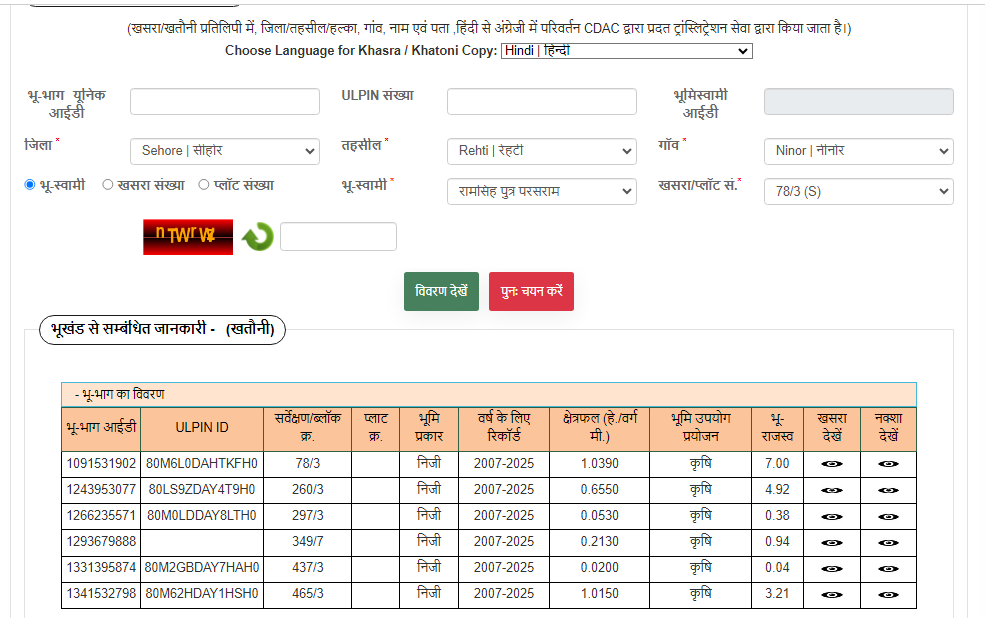 (खसरा/खतौनी प्रतिलिपी में, जिला/तहसील/हल्का, गांव, नाम एवं पता ,हिंदी से अंग्रेजी में परिवर्तन CDAC द्वारा प्रदत ट्रांस्लिट्रेशन सेवा द्वारा किया जाता है।)
Choose Language for Khasra / Khatoni Copy: Hindi | हिन्दी
भू-भाग यूनिक आईडी ULPIN संख्या भूमिस्वामी आईडी
जिला * Sehore | सीहोर तहसील * Rehti | रेहटी गाँव * Ninor | नीनोर
भू-स्वामी खसरा संख्या प्लॉट संख्या भू-स्वामी * रामसिंह पुत्र परसराम खसरा/प्लॉट सं.* 78/3 (S)
विवरण देखें पुनः चयन करें
भूखंड से सम्बंधित जानकारी - (खतौनी)
- भू-भाग का विवरण
भू-भाग आईडी ULPIN ID सर्वेक्षण/ब्लॉक क्र. प्लाट क्र. भूमि प्रकार वर्ष के लिए रिकॉर्ड क्षेत्रफल (हे./वर्ग मी.) भूमि उपयोग प्रयोजन भू-राजस्व खसरा देखें नक्शा देखें
1091531902 80M6L0DAHTKFH0 78/3 निजी 2007-2025 1.0390 कृषि 7.00
1243953077 80LS9ZDAY4T9H0 260/3 निजी 2007-2025 0.6550 कृषि 4.92
1266235571 80M0LDDAY8LTH0 297/3 निजी 2007-2025 0.0530 कृषि 0.38
1293679888 349/7 निजी 2007-2025 0.2130 कृषि 0.94
1331395874 80M2GBDAY7HAH0 437/3 निजी 2007-2025 0.0200 कृषि 0.04
1341532798 80M62HDAY1HSH0 465/3 निजी 2007-2025 1.0150 कृषि 3.21